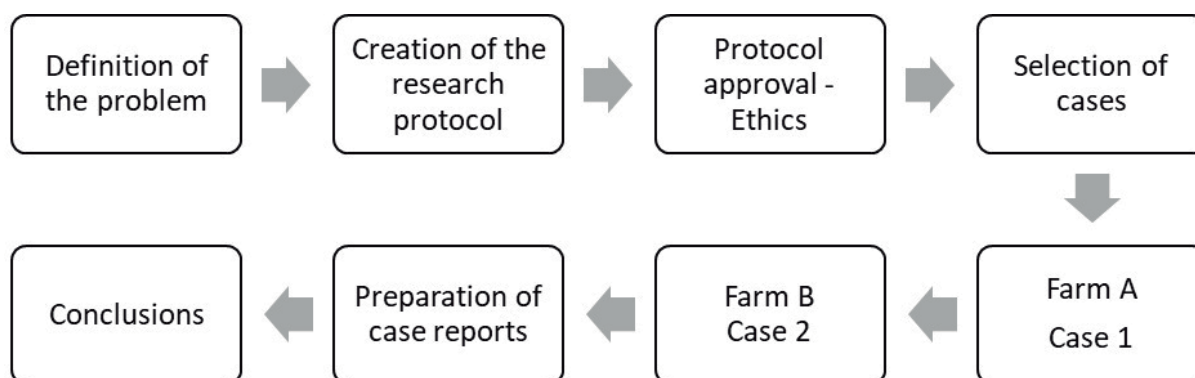 Definition of
the problem
Creation of the
research
protocol
Protocol
approval -
Ethics
Selection of
cases
Farm A
Case 1
Farm B
Case 2
Preparation of
case reports
Conclusions